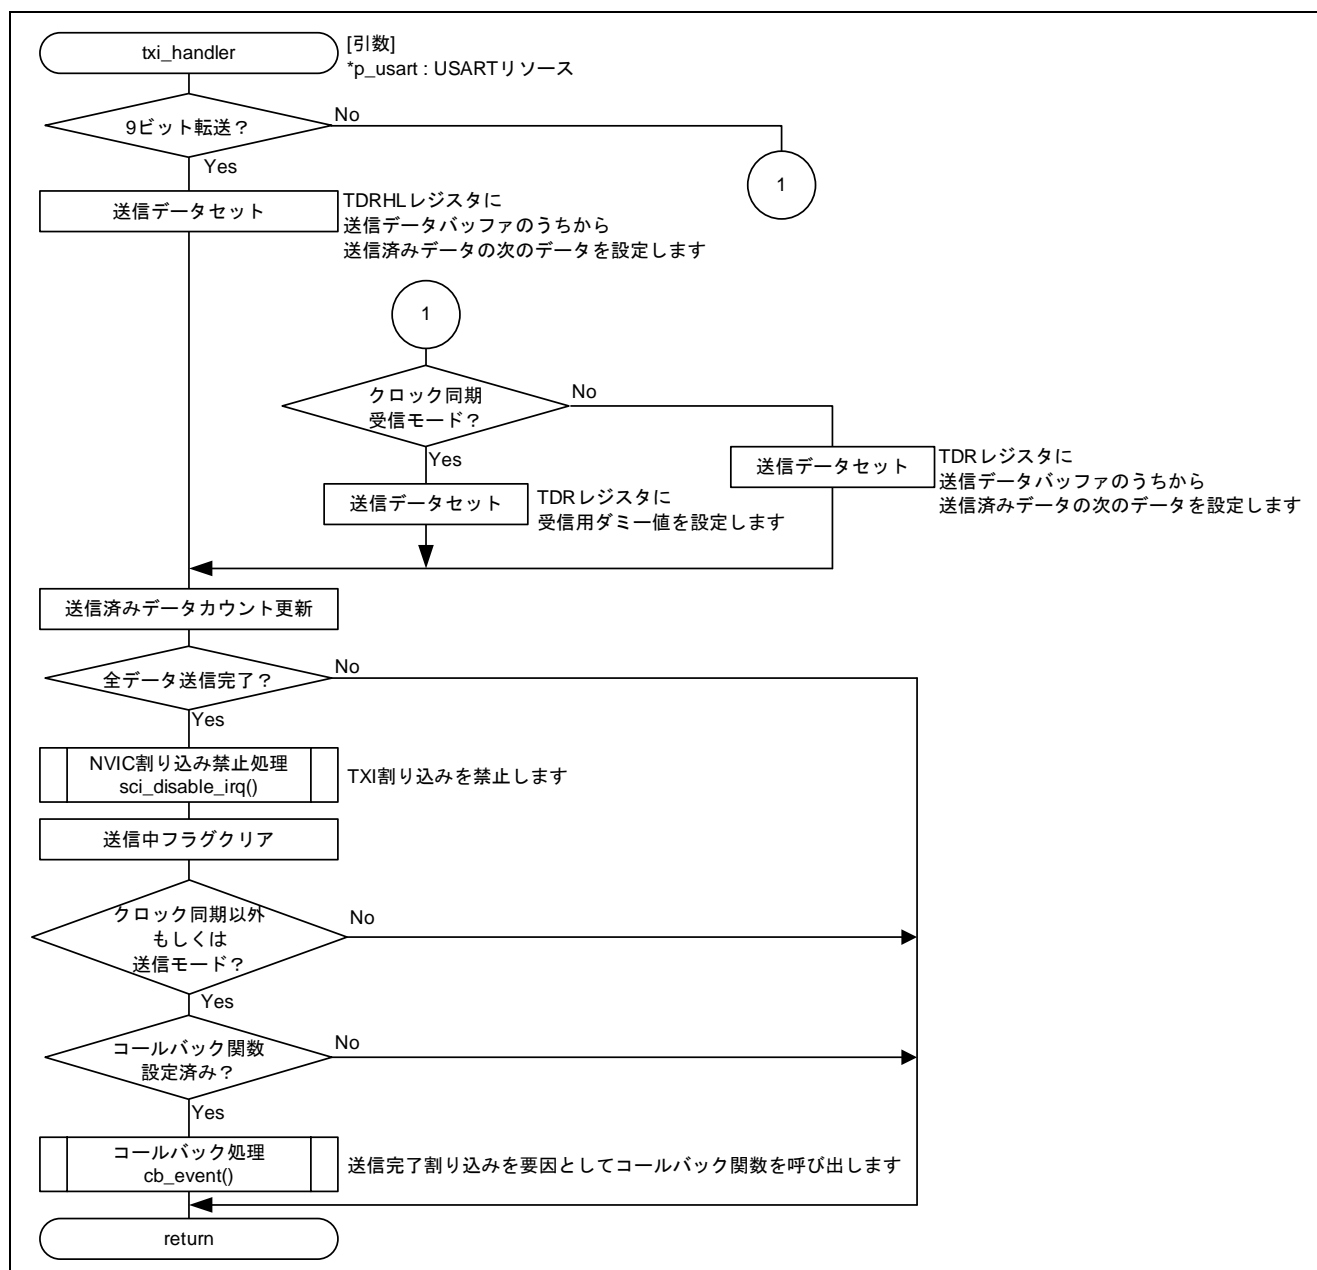 txi_handler
[引数]
*p_usart : USARTリソース
9ビット転送？
No
Yes
1
送信データセット
TDRHLレジスタに
送信データバッファのうちから
送信済みデータの次のデータを設定します
1
クロック同期
受信モード？
No
Yes
送信データセット
TDRレジスタに
送信データバッファのうちから
送信済みデータの次のデータを設定します
送信データセット
TDRレジスタに
受信用ダミー値を設定します
送信済みデータカウント更新
全データ送信完了？
No
Yes
NVIC割り込み禁止処理
sci_disable_irq()
TXI割り込みを禁止します
送信中フラグクリア
クロック同期以外
もしくは
送信モード？
No
Yes
コールバック関数
設定済み？
No
Yes
コールバック処理
cb_event()
送信完了割り込みを要因としてコールバック関数を呼び出します
return